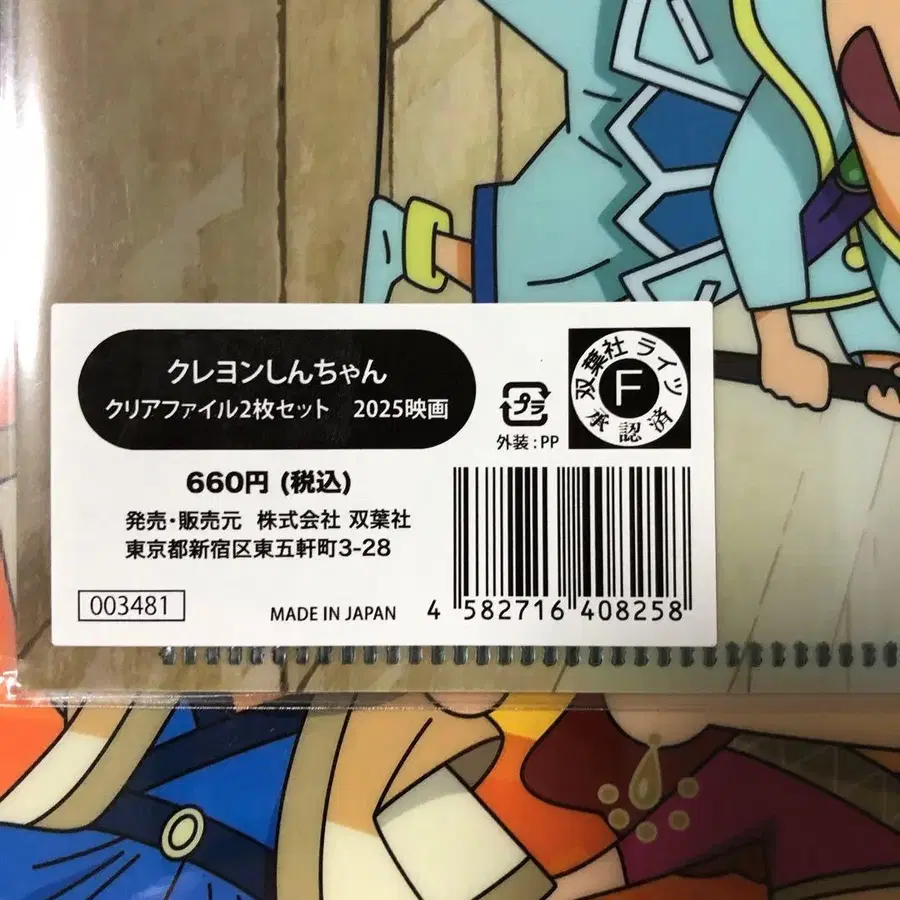 クレヨンしんちゃん
クリアファイル2枚セット 2025映画
プラ
外装:PP
双葉社 ライツ
F
承認済
660円 (税込)
発売・販売元 株式会社 双葉社
東京都新宿区東五軒町3-28
003481
MADE IN JAPAN
4 582716 408258